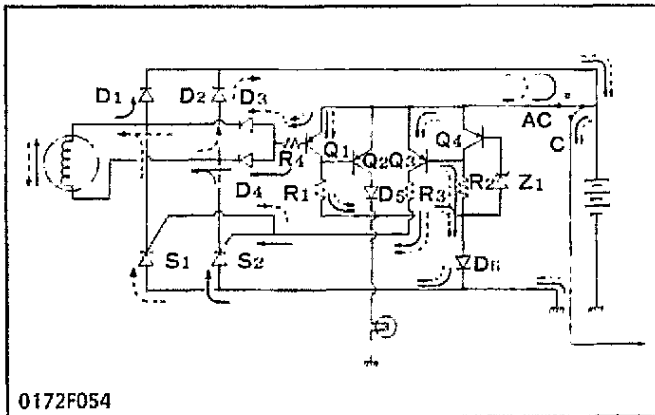 D1 D2 D3
AC
C
Q1 Q2 Q3 Q4
R4
D4 R1 D5 R3 R2 Z1
S1 S2 D6
0172F054